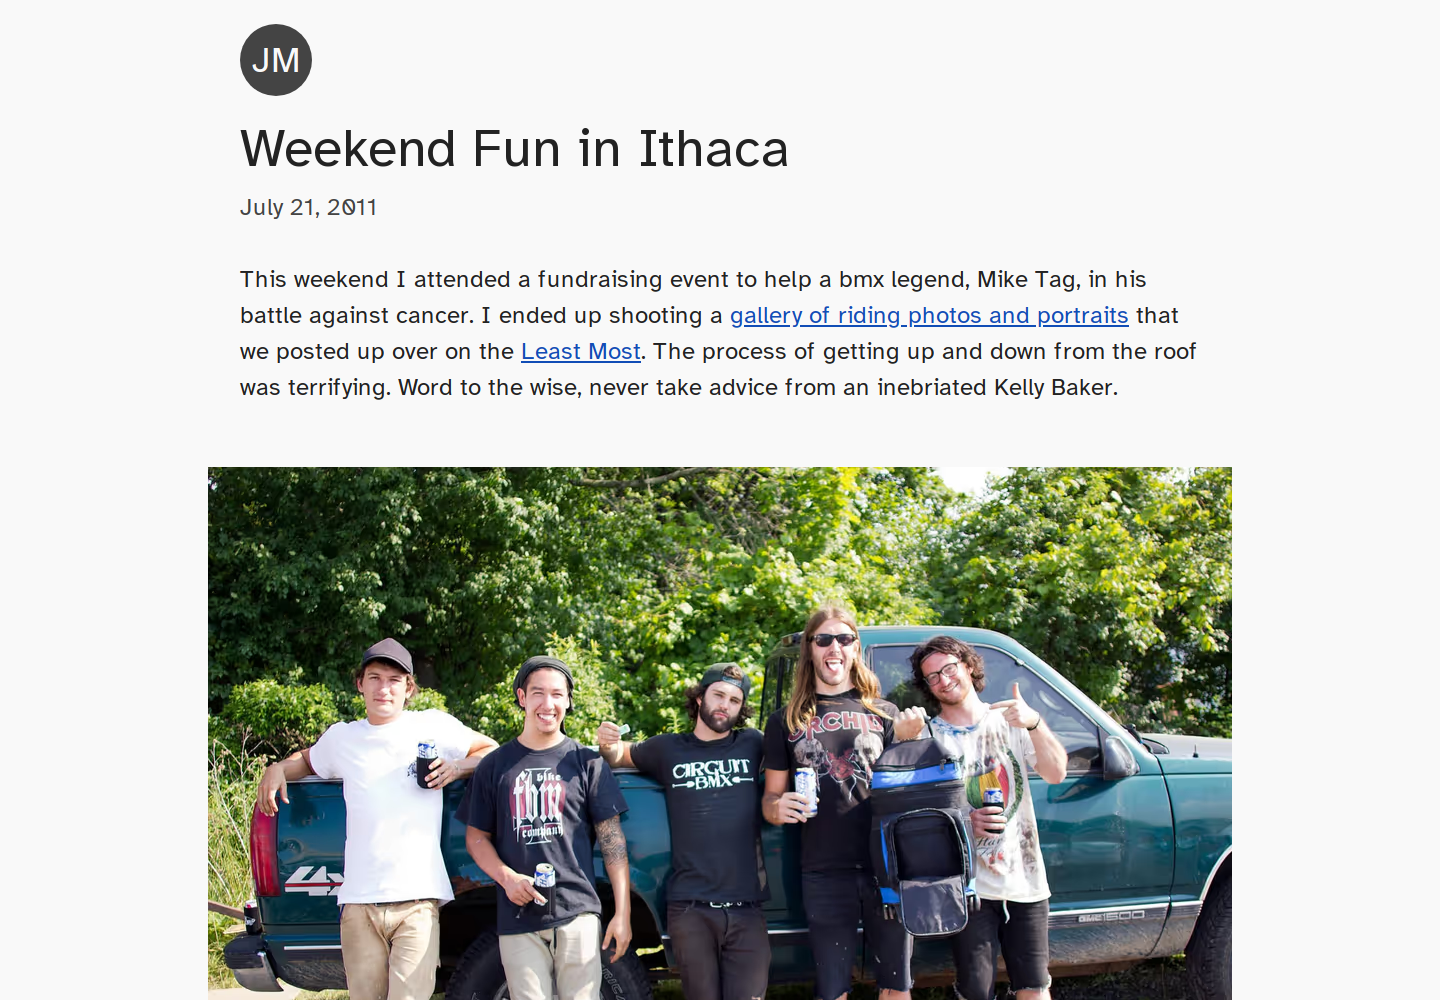 JM
Weekend Fun in Ithaca
July 21, 2011
This weekend I attended a fundraising event to help a bmx legend, Mike Tag, in his
battle against cancer. I ended up shooting a gallery of riding photos and portraits that
we posted up over on the Least Most. The process of getting up and down from the roof
was terrifying. Word to the wise, never take advice from an inebriated Kelly Baker.
ORCHID
bike
fbm
company
CIRCUIT
BMX
4x
GMC 1500